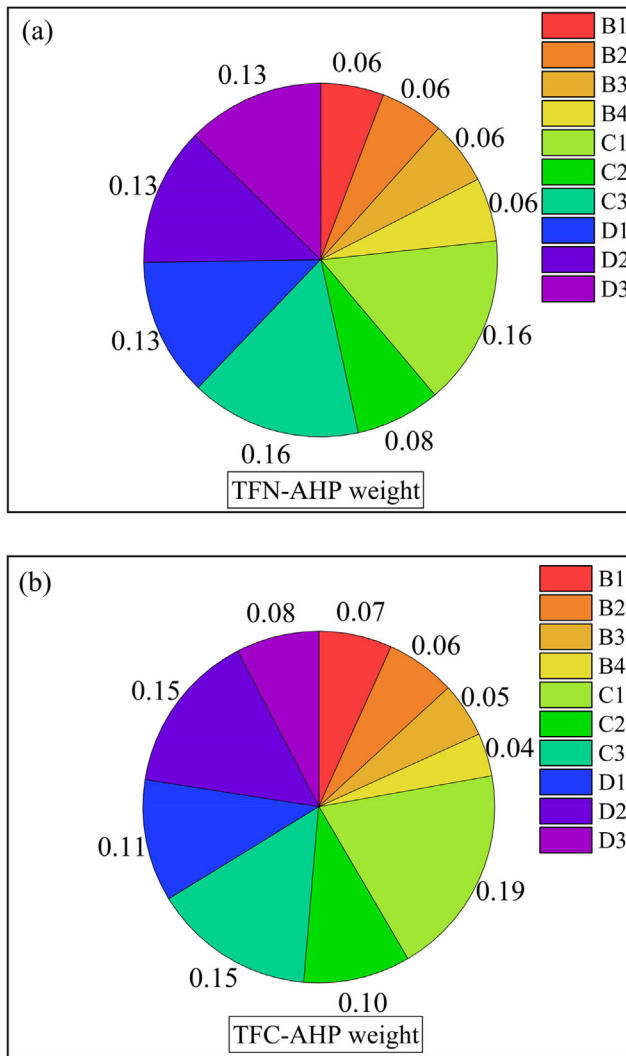 (a)
B1
B2
B3
B4
C1
C2
C3
D1
D2
D3
0.13
0.06
0.06
0.06
0.06
0.16
0.08
0.16
0.13
0.13
TFN-AHP weight
(b)
B1
B2
B3
B4
C1
C2
C3
D1
D2
D3
0.08
0.07
0.06
0.05
0.04
0.19
0.10
0.15
0.11
0.15
TFC-AHP weight